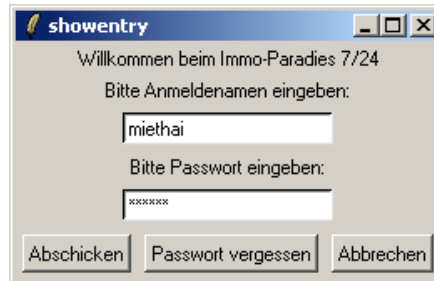 showentry
Willkommen beim Immo-Paradies 7/24
Bitte Anmeldenamen eingeben:
miethai
Bitte Passwort eingeben:
******
Abschicken Passwort vergessen Abbrechen